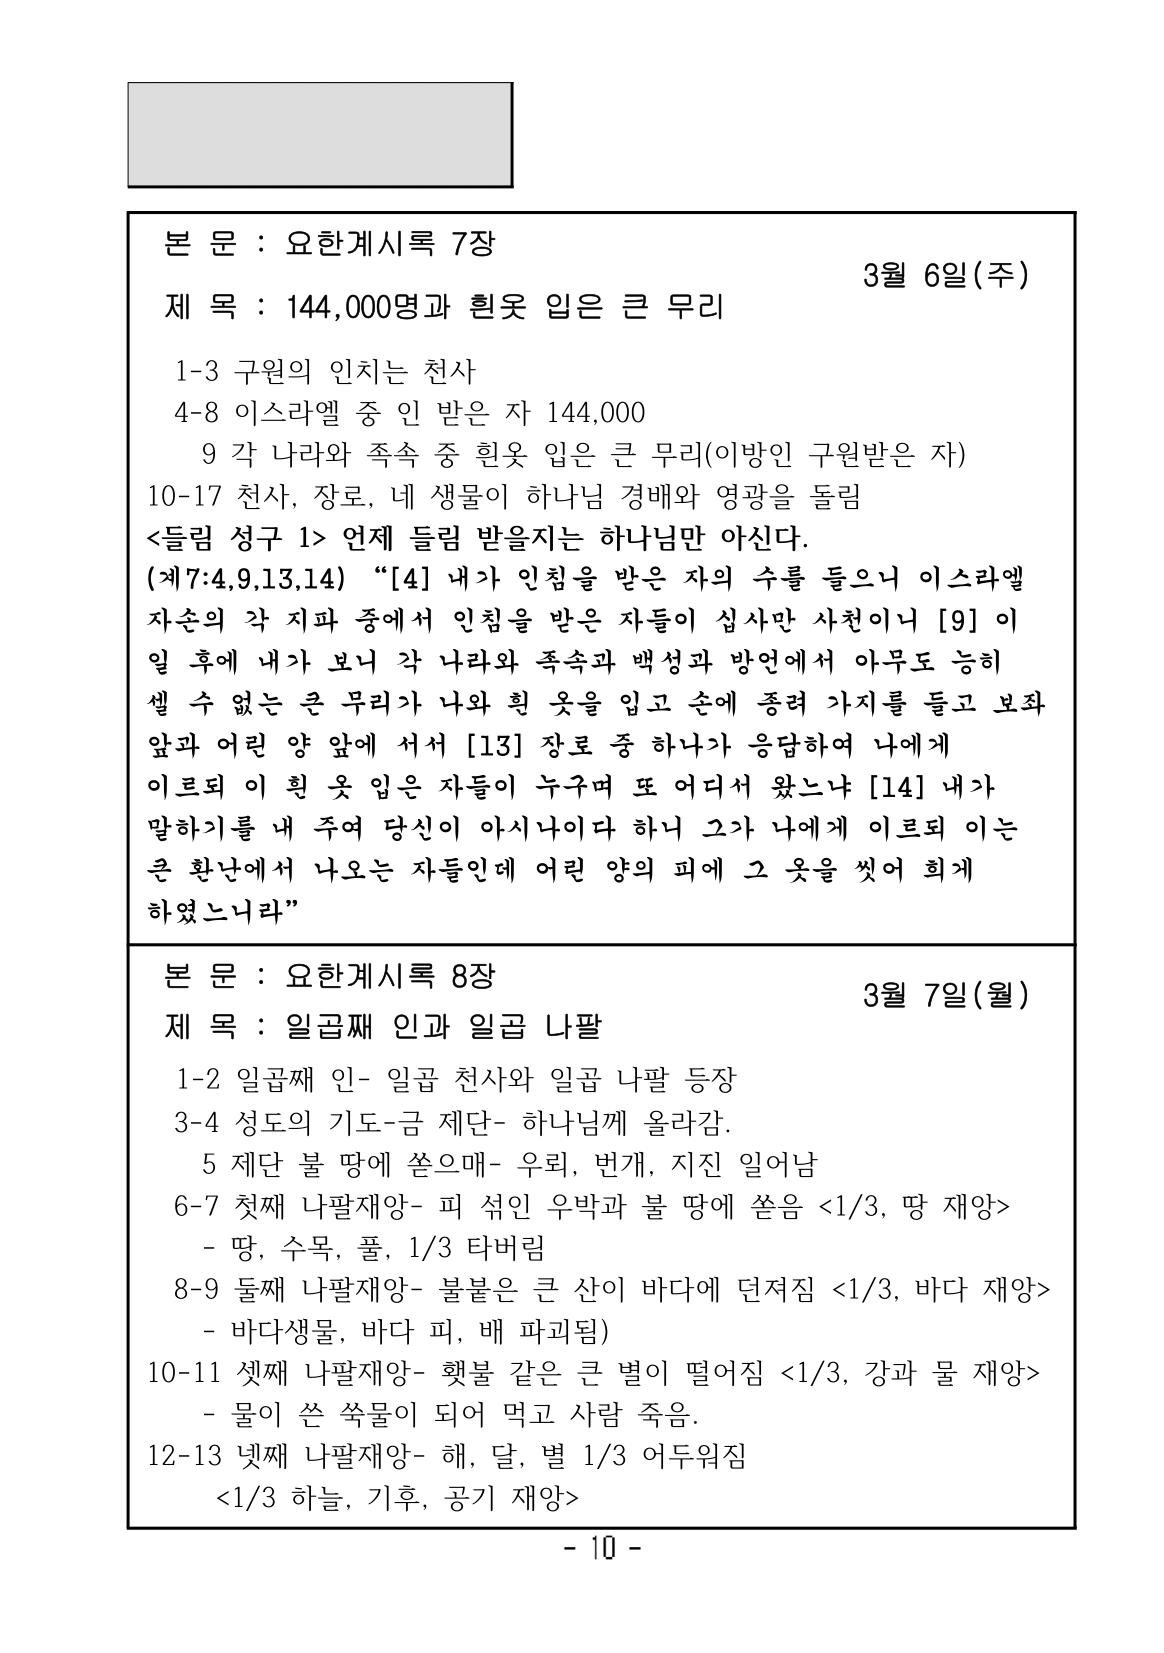 본 문 : 요한계시록 7장
3월 6일(주)
제 목 : 144,000명과 흰옷 입은 큰 무리
1-3 구원의 인치는 천사
4-8 이스라엘 중 인 받은 자 144,000
9 각 나라와 족속 중 흰옷 입은 큰 무리(이방인 구원받은 자)
10-17 천사, 장로, 네 생물이 하나님 경배와 영광을 돌림
<들림 성구 1> 언제 들림 받을지는 하나님만 아신다.
(계7:4,9,13,14) “[4] 내가 인침을 받은 자의 수를 들으니 이스라엘
자손의 각 지파 중에서 인침을 받은 자들이 십사만 사천이니 [9] 이
일 후에 내가 보니 각 나라와 족속과 백성과 방언에서 아무도 능히
셀 수 없는 큰 무리가 나와 흰 옷을 입고 손에 종려 가지를 들고 보좌
앞과 어린 양 앞에 서서 [13] 장로 중 하나가 응답하여 나에게
이르되 이 흰 옷 입은 자들이 누구며 또 어디서 왔느냐 [14] 내가
말하기를 내 주여 당신이 아시나이다 하니 그가 나에게 이르되 이는
큰 환난에서 나오는 자들인데 어린 양의 피에 그 옷을 씻어 희게
하였느니라”
본 문 : 요한계시록 8장
3월 7일(월)
제 목 : 일곱째 인과 일곱 나팔
1-2 일곱째 인- 일곱 천사와 일곱 나팔 등장
3-4 성도의 기도-금 제단- 하나님께 올라감.
5 제단 불 땅에 쏟으매- 우뢰, 번개, 지진 일어남
6-7 첫째 나팔재앙- 피 섞인 우박과 불 땅에 쏟음 <1/3, 땅 재앙>
- 땅, 수목, 풀, 1/3 타버림
8-9 둘째 나팔재앙- 불붙은 큰 산이 바다에 던져짐 <1/3, 바다 재앙>
- 바다생물, 바다 피, 배 파괴됨)
10-11 셋째 나팔재앙- 횃불 같은 큰 별이 떨어짐 <1/3, 강과 물 재앙>
- 물이 쓴 쑥물이 되어 먹고 사람 죽음.
12-13 넷째 나팔재앙- 해, 달, 별 1/3 어두워짐
<1/3 하늘, 기후, 공기 재앙>
- 10 -